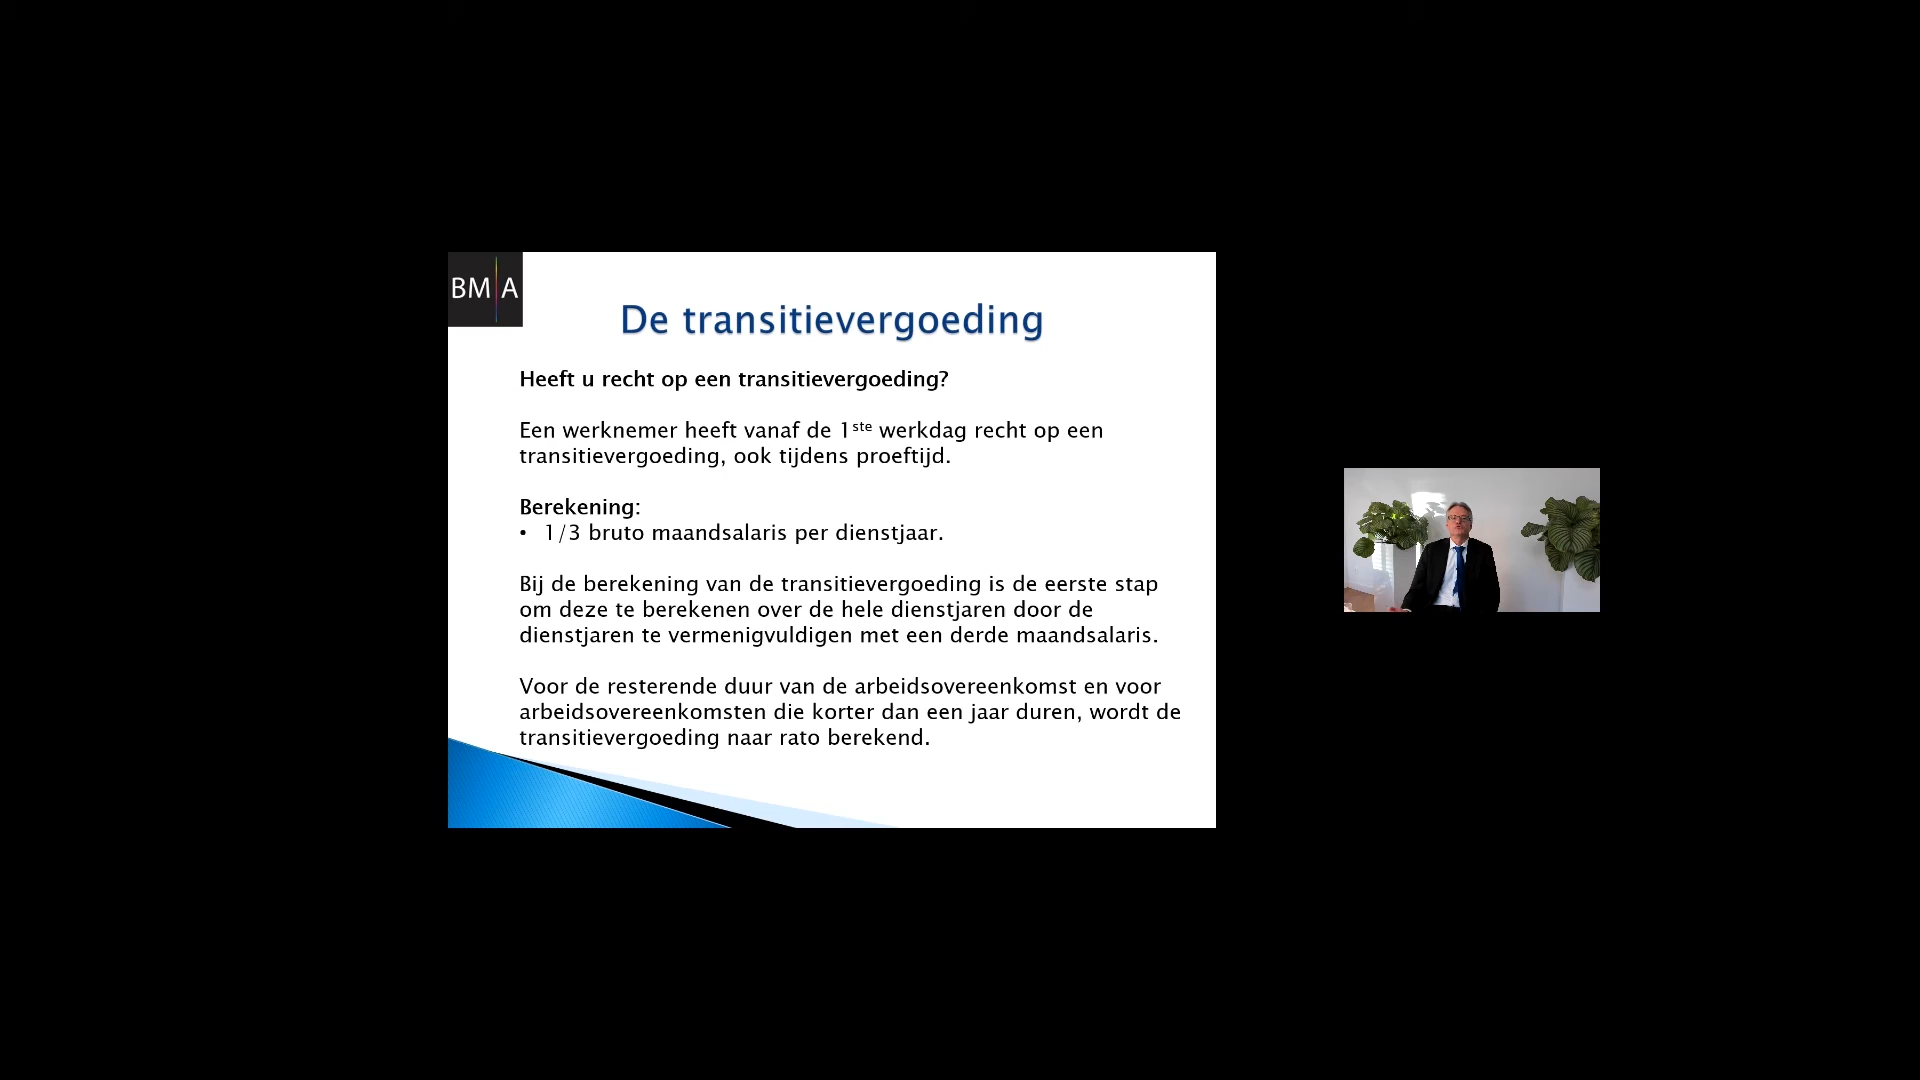 BM|A
De transitievergoeding
Heeft u recht op een transitievergoeding?
Een werknemer heeft vanaf de 1ste werkdag recht op een
transitievergoeding, ook tijdens proeftijd.
Berekening:
• 1/3 bruto maandsalaris per dienstjaar.
Bij de berekening van de transitievergoeding is de eerste stap
om deze te berekenen over de hele dienstjaren door de
dienstjaren te vermenigvuldigen met een derde maandsalaris.
Voor de resterende duur van de arbeidsovereenkomst en voor
arbeidsovereenkomsten die korter dan een jaar duren, wordt de
transitievergoeding naar rato berekend.